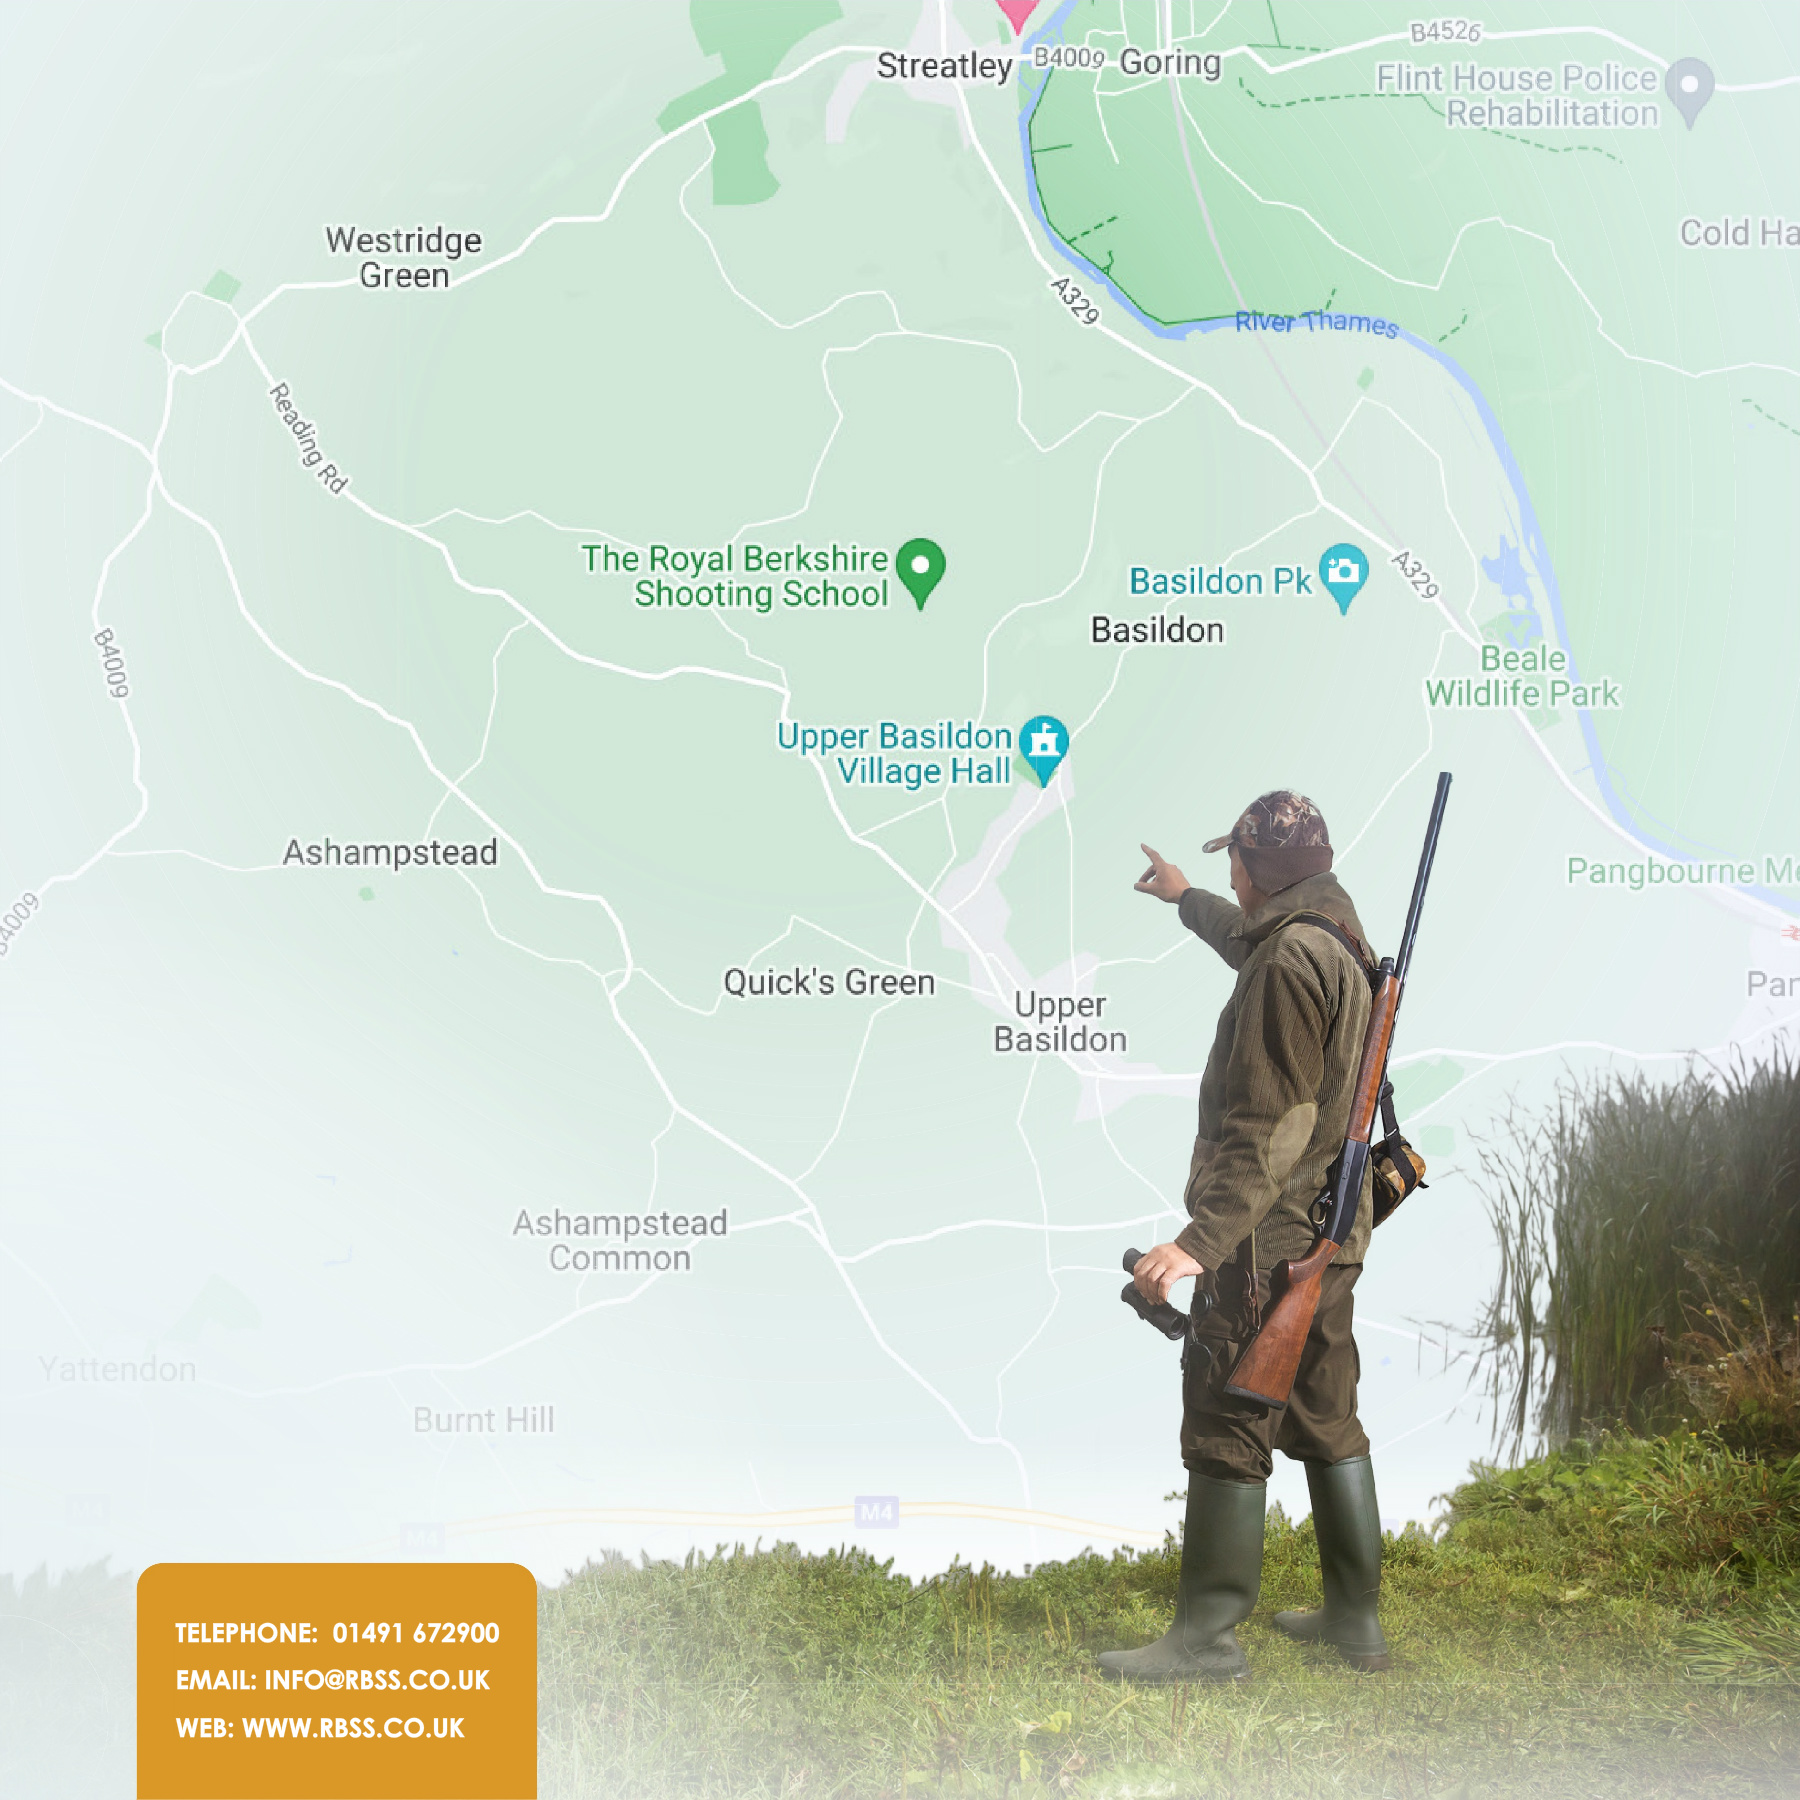 B4526
Streatley
B4009
Goring
Flint House Police
Rehabilitation
Cold Ha
Westridge
Green
A329
River Thames
Reading Rd
The Royal Berkshire
Shooting School
Basildon Pk
A329
Basildon
B4009
Beale
Wildlife Park
Upper Basildon
Village Hall
Ashampstead
Pangbourne Me
B4009
Quick's Green
Pan
Upper
Basildon
Ashampstead
Common
Yattendon
Burnt Hill
M4
M4
M4
TELEPHONE: 01491 672900
EMAIL: INFO@RBSS.CO.UK
WEB: WWW.RBSS.CO.UK